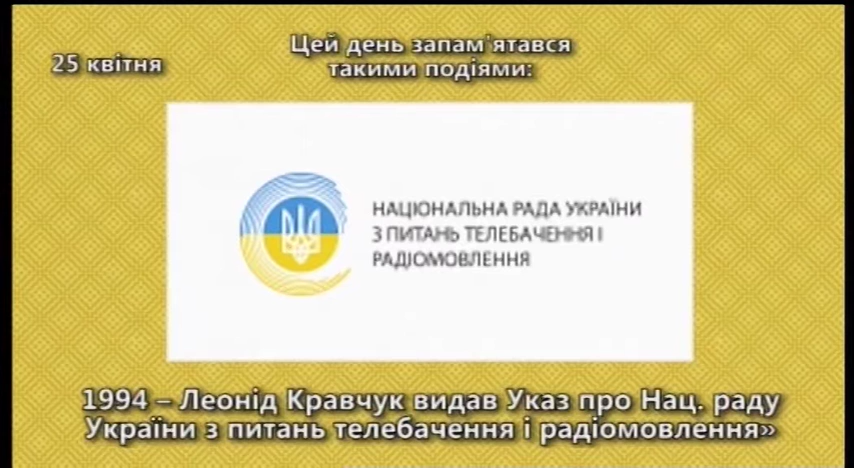 25 квітня
Цей день запам'ятався
такими подіями:
НАЦІОНАЛЬНА РАДА УКРАЇНИ
З ПИТАНЬ ТЕЛЕБАЧЕННЯ І
РАДІОМОВЛЕННЯ
1994 – Леонід Кравчук видав Указ про Нац. раду
України з питань телебачення і радіомовлення»